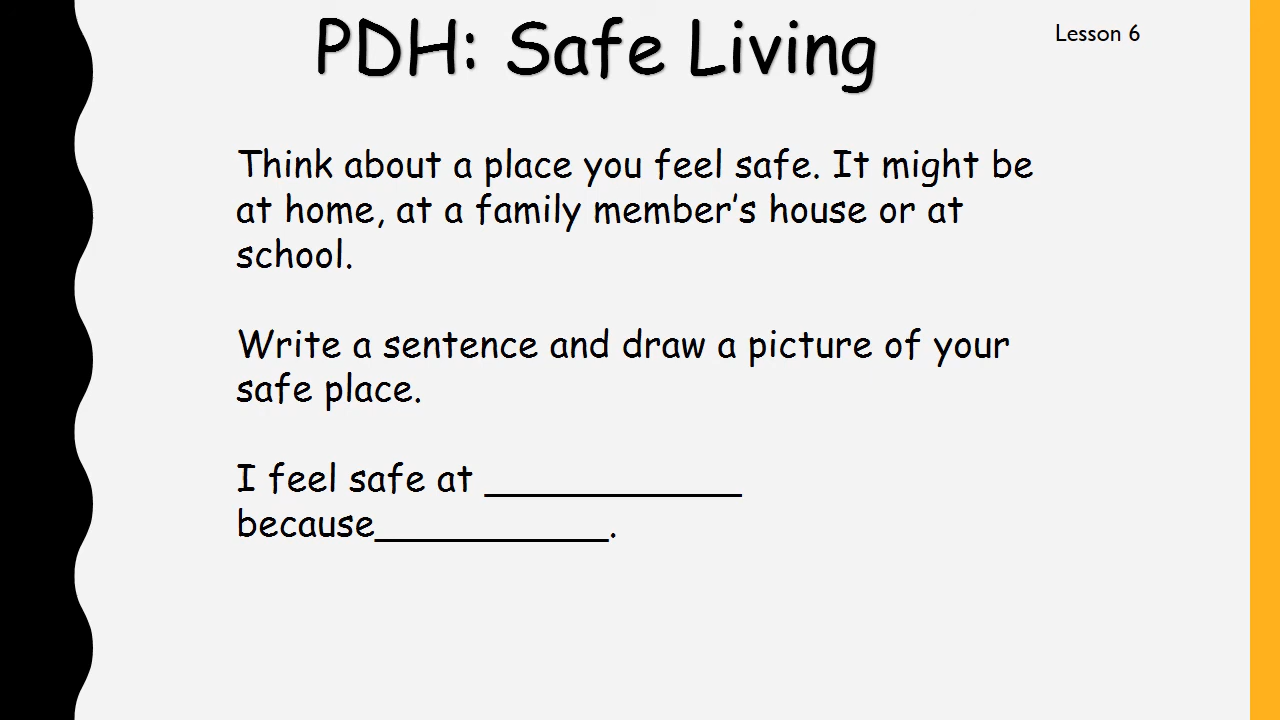 PDH: Safe Living
Lesson 6
Think about a place you feel safe. It might be
at home, at a family member’s house or at
school.
Write a sentence and draw a picture of your
safe place.
I feel safe at ___________
because__________.